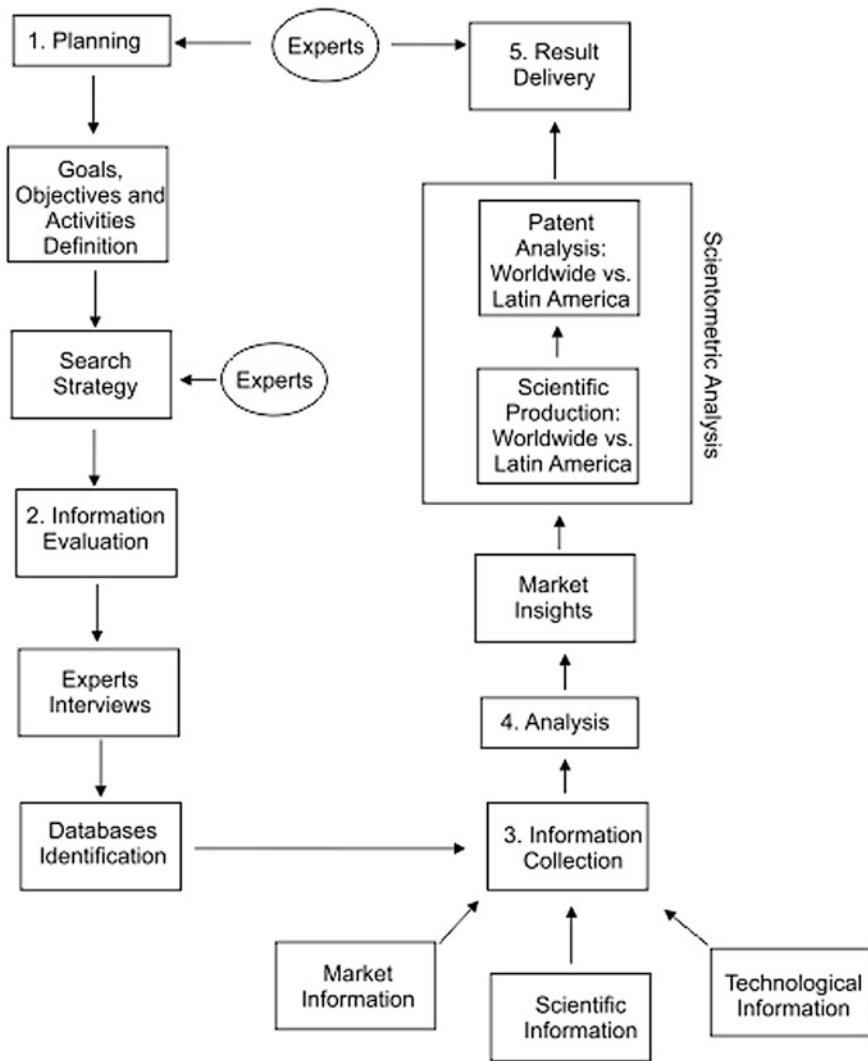 1. Planning
Experts
5. Result
Delivery
Goals,
Objectives and
Activities
Definition
Search
Strategy
Experts
2. Information
Evaluation
Experts
Interviews
Databases
Identification
Patent
Analysis:
Worldwide vs.
Latin America
Scientific
Production:
Worldwide vs.
Latin America
Scientometric Analysis
Market
Insights
4. Analysis
3. Information
Collection
Market
Information
Scientific
Information
Technological
Information